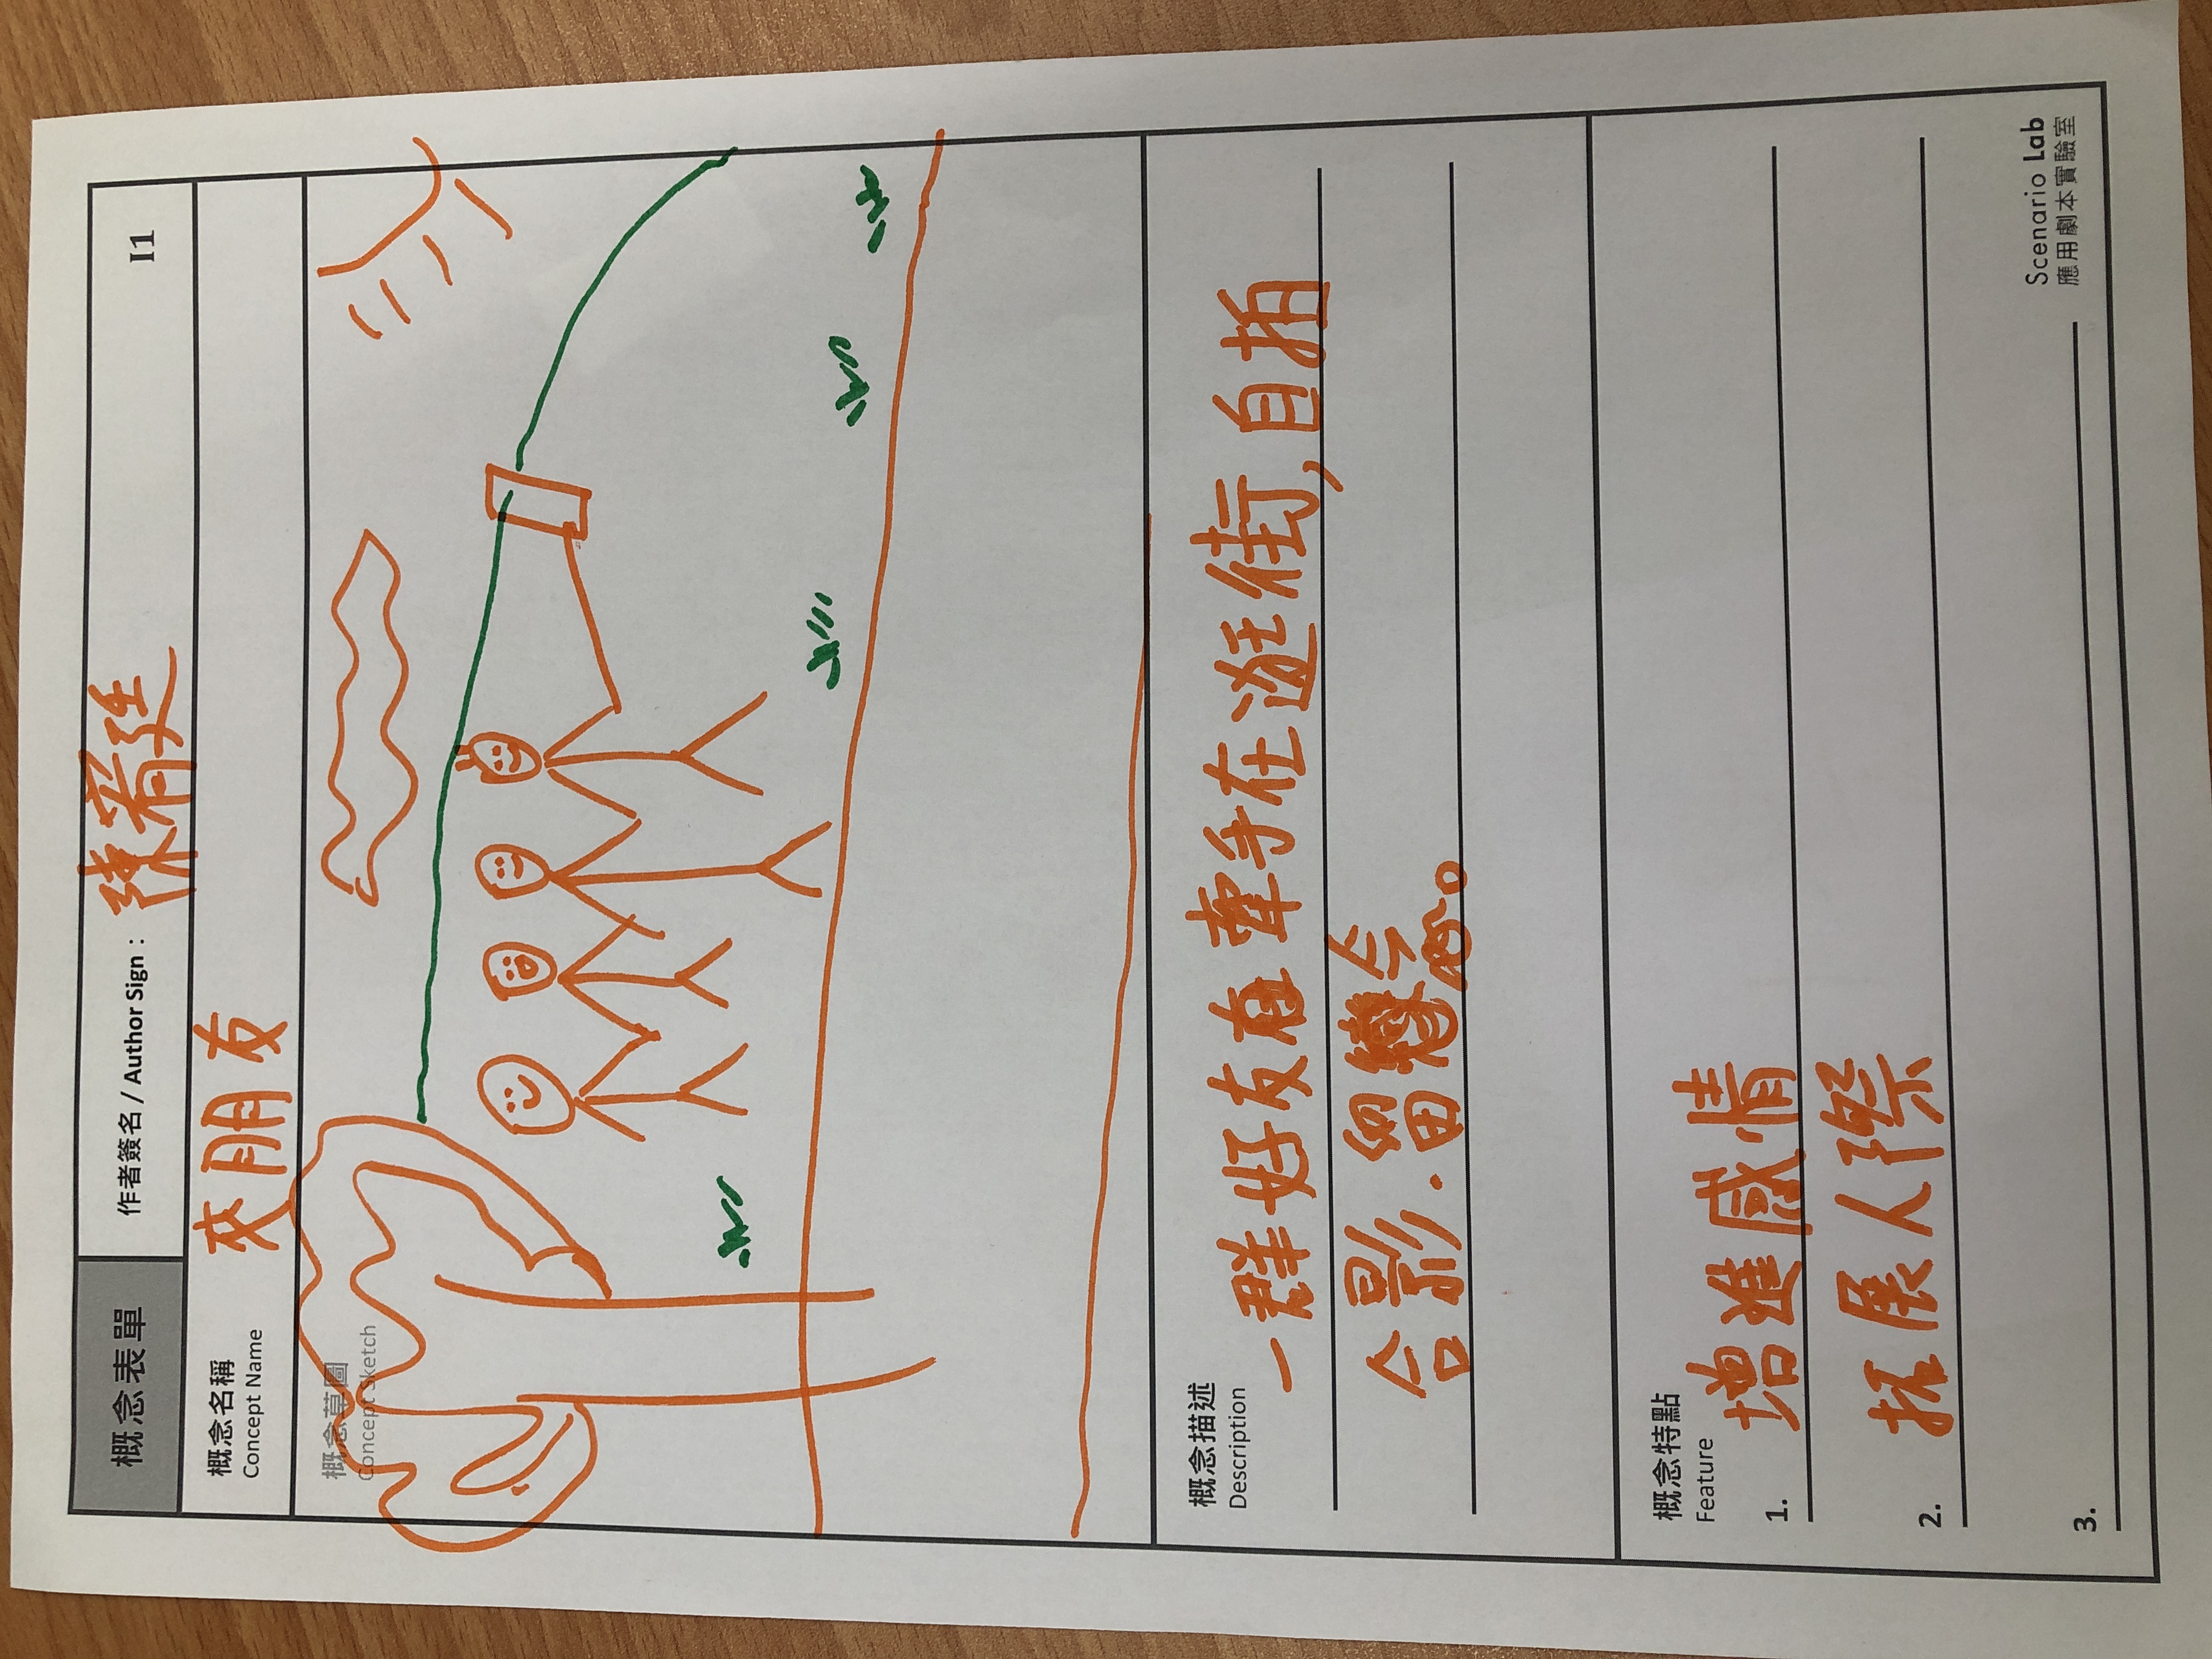 概念表單
作者簽名 / Author Sign : 陳宥廷
I1
概念名稱
Concept Name
交朋友
概念草圖
Concept Sketch
概念描述
Description
一群好友在牽手在逛街,自拍
合影.留念。
概念特點
Feature
1. 增進感情
2. 拓展人際
3.
Scenario Lab
應用劇本實驗室